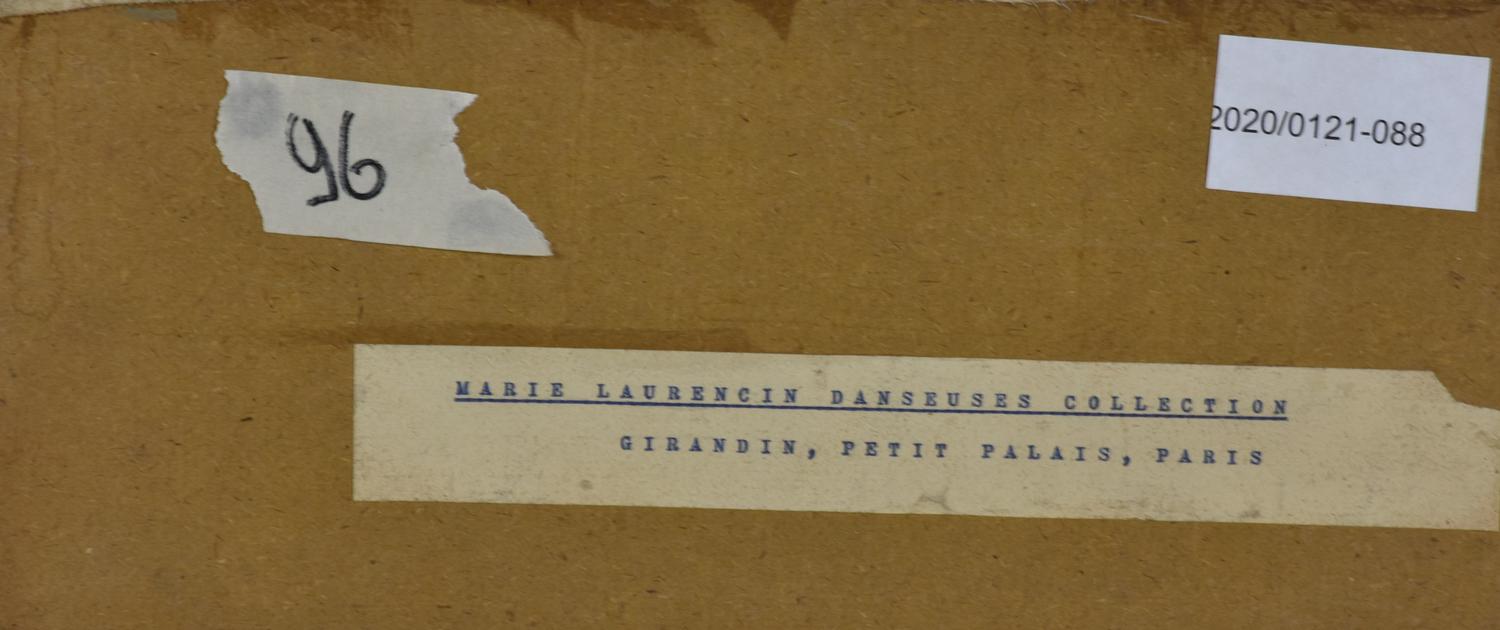 96
2020/0121-088
MARIE LAURENCIN DANSEUSES COLLECTION
GIRANDIN, PETIT PALAIS, PARIS